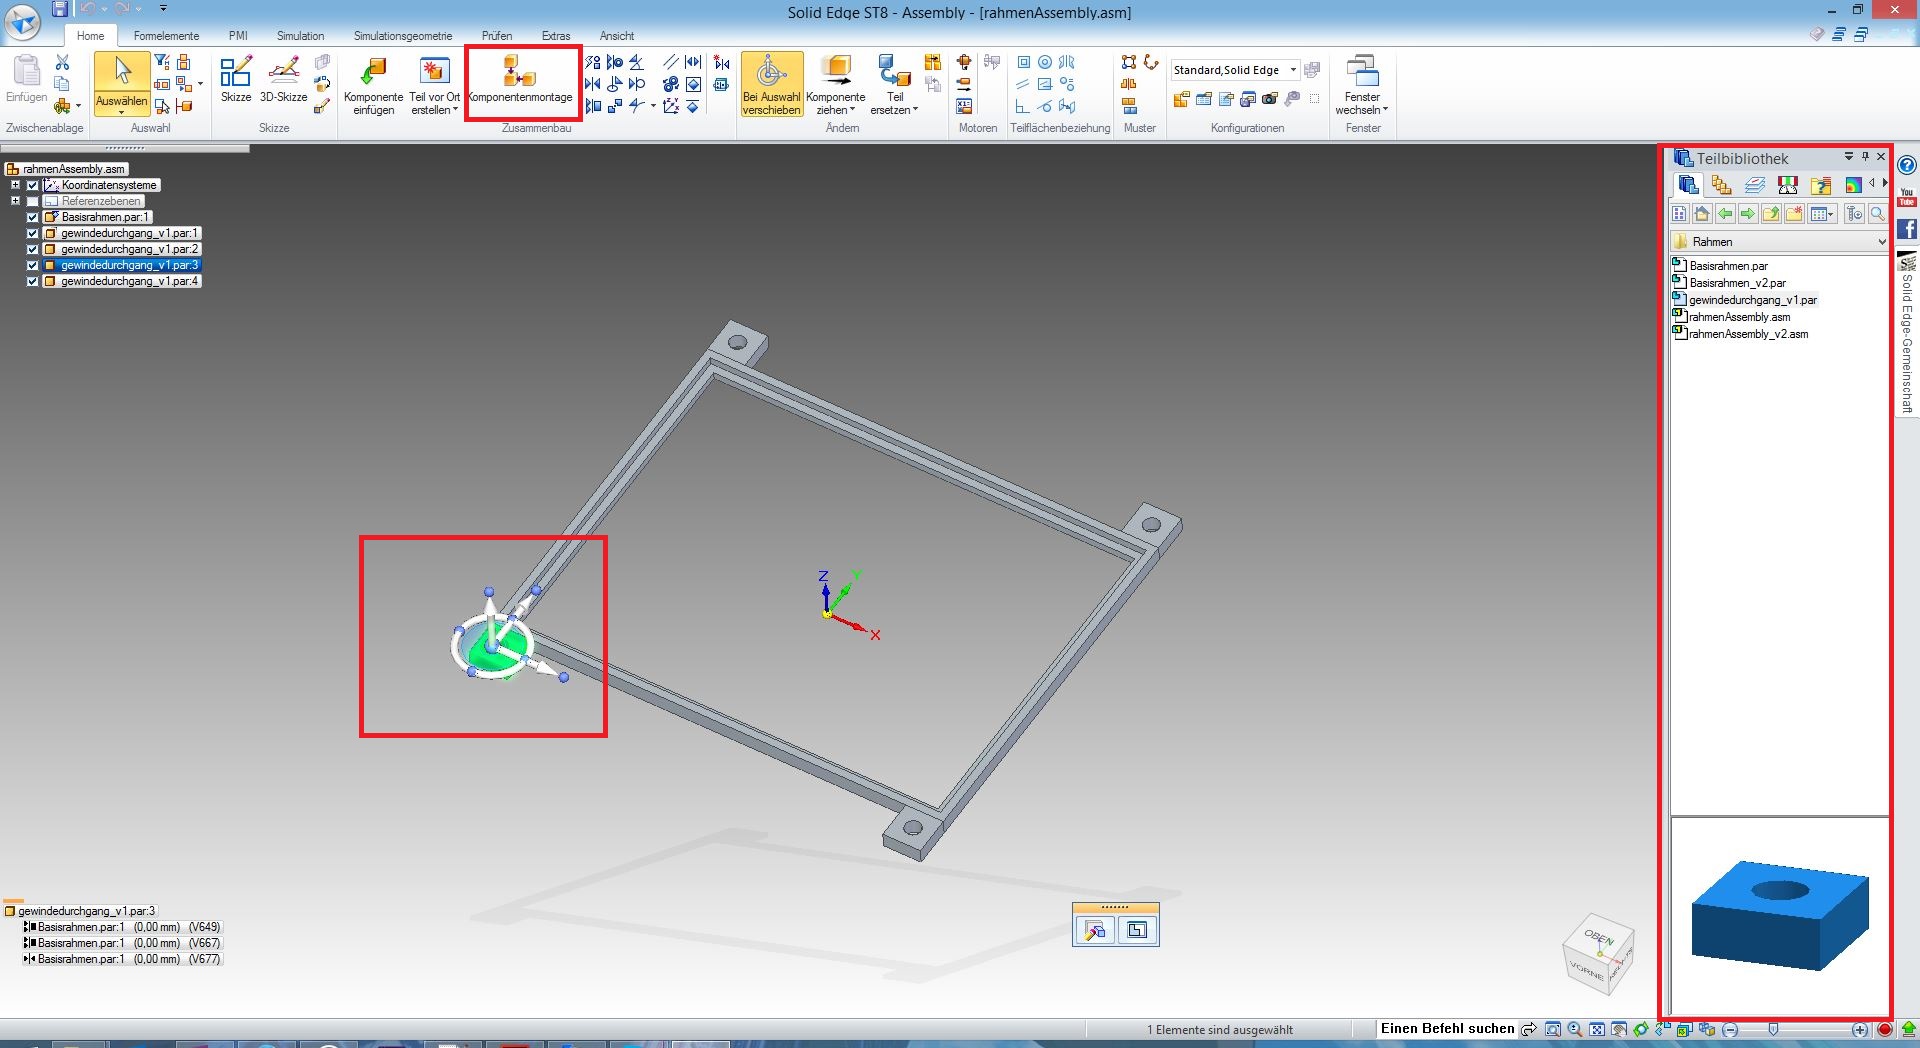 Solid Edge ST8 - Assembly - [rahmenAssembly.asm]
Home Formelemente PMI Simulation Simulationsgeometrie Prüfen Extras Ansicht
Einfügen
Auswählen
Skizze 3D-Skizze
Komponente einfügen
Teil vor Ort erstellen
Komponentenmontage
Bei Auswahl verschieben
Komponente ziehen
Teil ersetzen
Standard,Solid Edge
Fenster wechseln
Zwischenablage Auswahl Skizze Zusammenbau Ändern Motoren Teilflächenbeziehung Muster Konfigurationen Fenster
rahmenAssembly.asm
Koordinatensysteme
Referenzebenen
Basisrahmen.par:1
gewindedurchgang_v1.par:1
gewindedurchgang_v1.par:2
gewindedurchgang_v1.par:3
gewindedurchgang_v1.par:4
Z
Y
X
gewindedurchgang_v1.par:3
Basisrahmen.par:1 (0,00 mm) (V649)
Basisrahmen.par:1 (0,00 mm) (V667)
Basisrahmen.par:1 (0,00 mm) (V677)
OBEN
VORNE
Teilbibliothek
Rahmen
Basisrahmen.par
Basisrahmen_v2.par
gewindedurchgang_v1.par
rahmenAssembly.asm
rahmenAssembly_v2.asm
You
Tube
Solid Edge-Gemeinschaft
1 Elemente sind ausgewählt
Einen Befehl suchen